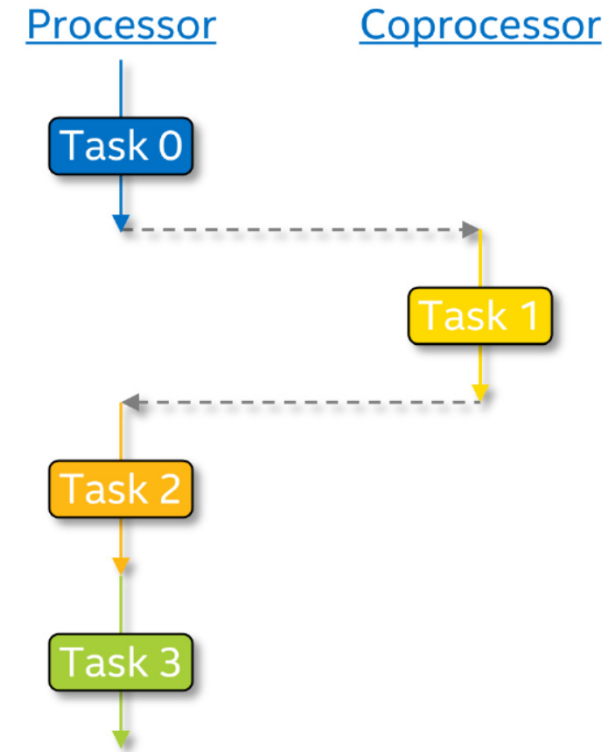 Processor
Coprocessor
Task 0
Task 1
Task 2
Task 3